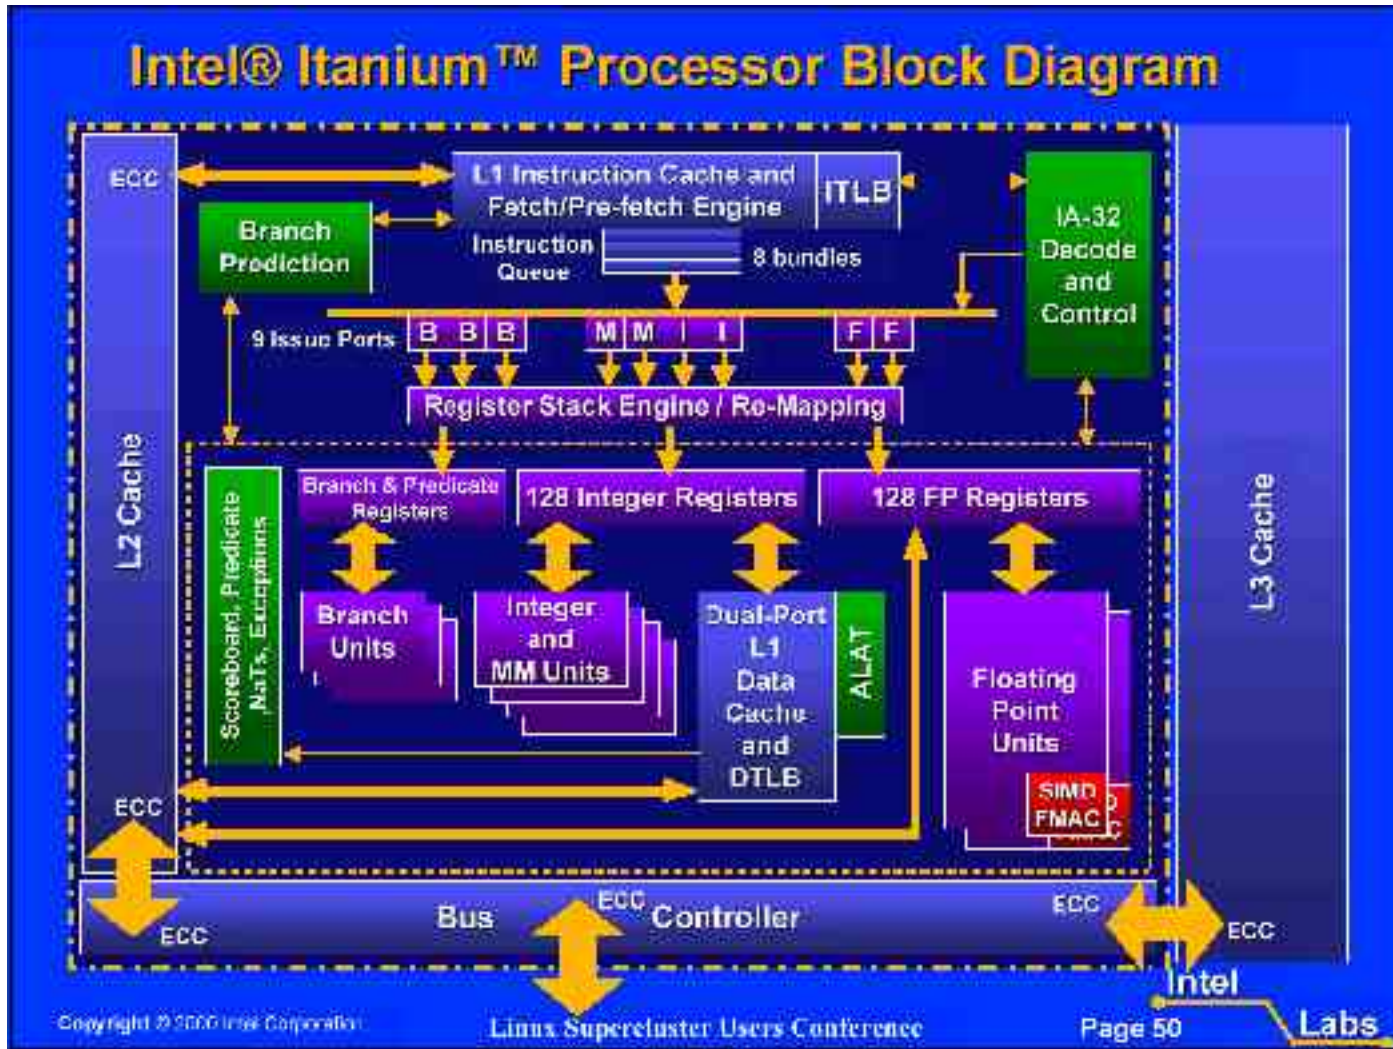 Intel® Itanium™ Processor Block Diagram
ECC
L1 Instruction Cache and
Fetch/Pre-fetch Engine
ITLB
IA-32
Decode
and
Control
Branch
Prediction
Instruction
Queue
8 bundles
9 Issue Ports
B B B
M M I I
F F
Register Stack Engine / Re-Mapping
L2 Cache
L3 Cache
Scoreboard, Predicate
,NaTs, Exceptions
Branch & Predicate
Registers
128 Integer Registers
128 FP Registers
Branch
Units
Integer
and
MM Units
Dual-Port
L1
Data
Cache
and
DTLB
ALAT
Floating
Point
Units
SIMD
FMAC
ECC
ECC
Bus
ECC
Controller
ECC
ECC
Copyright © 2000 Intel Corporation
Linux Supercluster Users Conference
Page 50
Intel
Labs